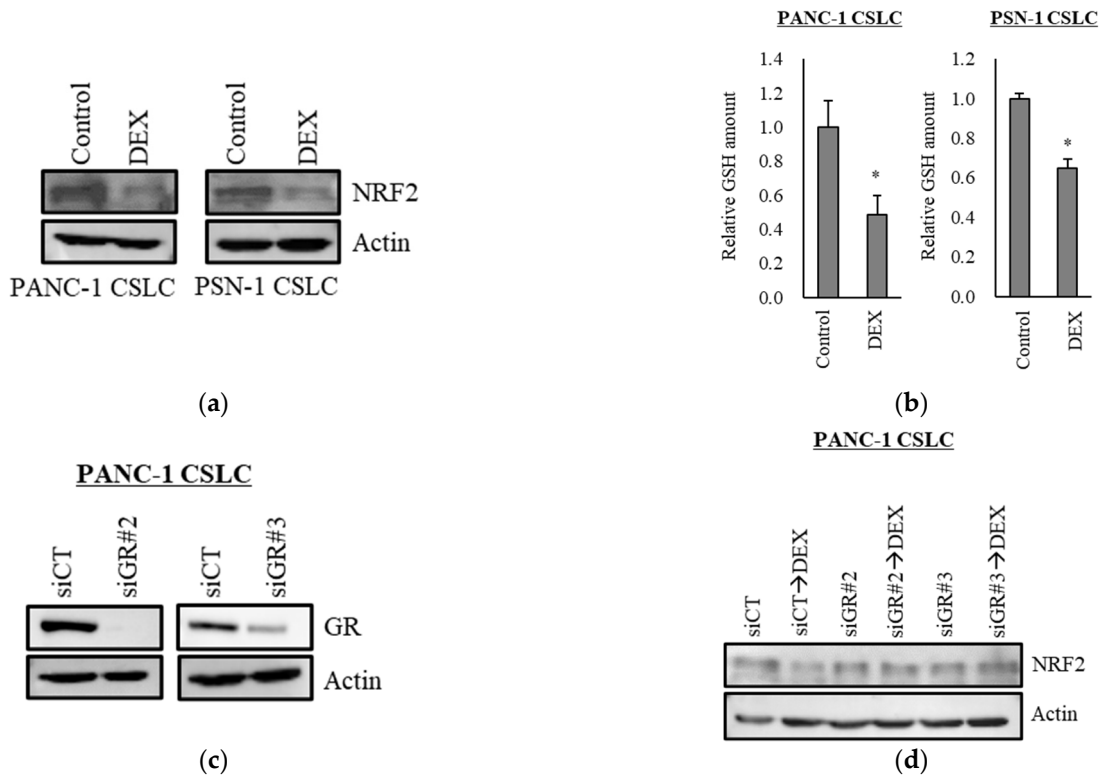 Control
DEX
Control
DEX
NRF2
Actin
PANC-1 CSLC
PSN-1 CSLC
(a)
PANC-1 CSLC
Relative GSH amount
1.4
1.2
1.0
0.8
0.6
0.4
0.2
0.0
*
Control
DEX
PSN-1 CSLC
Relative GSH amount
1.2
1.0
0.8
0.6
0.4
0.2
0.0
*
Control
DEX
(b)
PANC-1 CSLC
siCT
siGR#2
siCT
siGR#3
GR
Actin
(c)
PANC-1 CSLC
siCT
siCT→DEX
siGR#2
siGR#2→DEX
siGR#3
siGR#3→DEX
NRF2
Actin
(d)